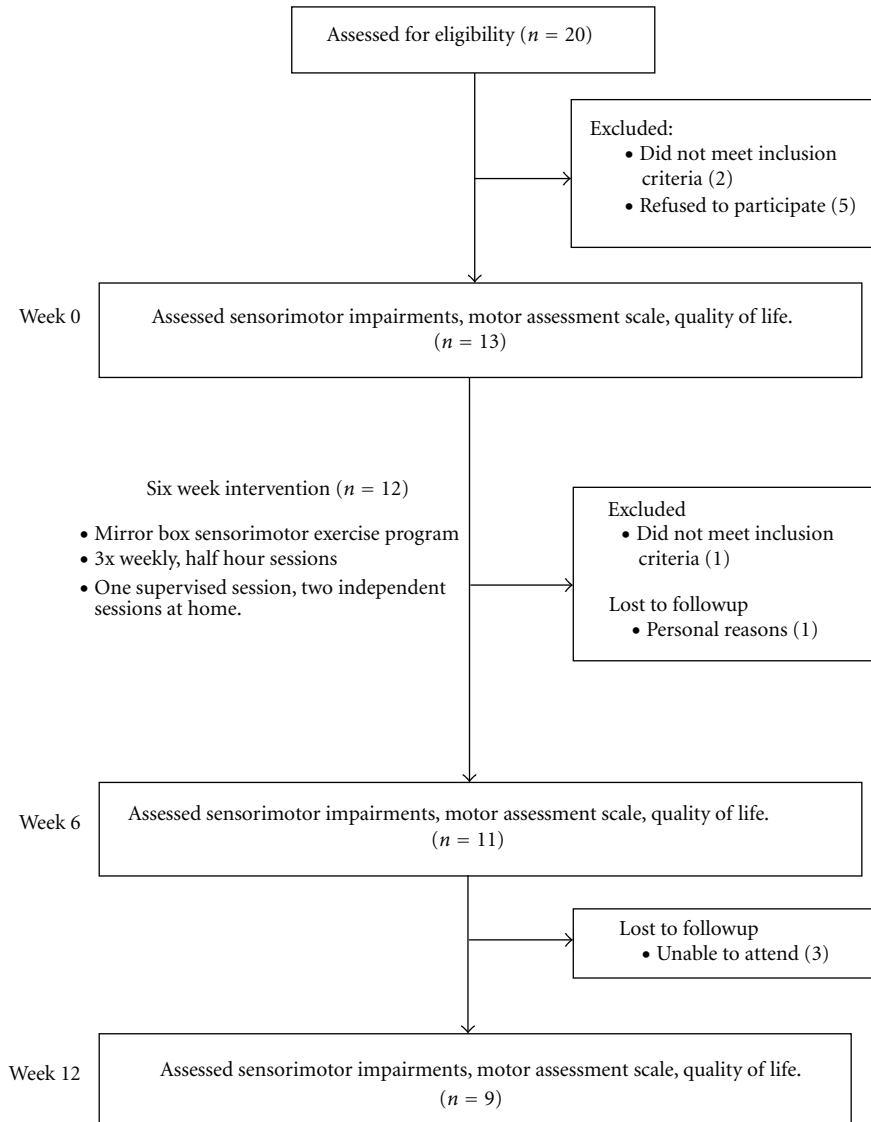 Assessed for eligibility (n = 20)
Excluded:
• Did not meet inclusion
criteria (2)
• Refused to participate (5)
Week 0
Assessed sensorimotor impairments, motor assessment scale, quality of life.
(n = 13)
Six week intervention (n = 12)
• Mirror box sensorimotor exercise program
• 3x weekly, half hour sessions
• One supervised session, two independent
sessions at home.
Excluded
• Did not meet inclusion
criteria (1)
Lost to followup
• Personal reasons (1)
Week 6
Assessed sensorimotor impairments, motor assessment scale, quality of life.
(n = 11)
Lost to followup
• Unable to attend (3)
Week 12
Assessed sensorimotor impairments, motor assessment scale, quality of life.
(n = 9)